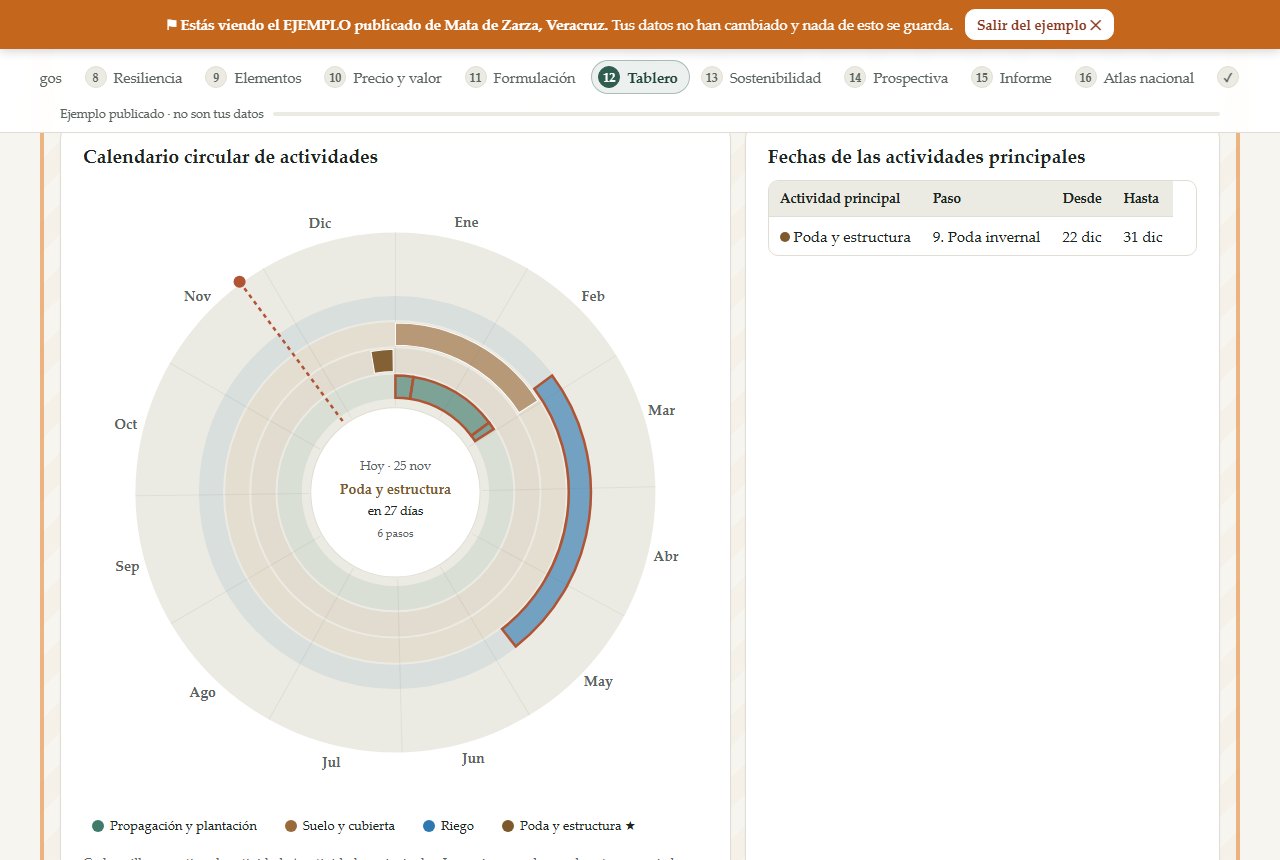 ⚑ Estás viendo el EJEMPLO publicado de Mata de Zarza, Veracruz. Tus datos no han cambiado y nada de esto se guarda. Salir del ejemplo ✕
gos 8 Resiliencia 9 Elementos 10 Precio y valor 11 Formulación 12 Tablero 13 Sostenibilidad 14 Prospectiva 15 Informe 16 Atlas nacional ✓
Ejemplo publicado · no son tus datos
Calendario circular de actividades
Dic
Ene
Nov
Feb
Oct
Mar
Hoy · 25 nov
Poda y estructura
en 27 días
6 pasos
Sep
Abr
Ago
May
Jul
Jun
Propagación y plantación
Suelo y cubierta
Riego
Poda y estructura ★
Fechas de las actividades principales
Actividad principal Paso Desde Hasta
Poda y estructura 9. Poda invernal 22 dic 31 dic